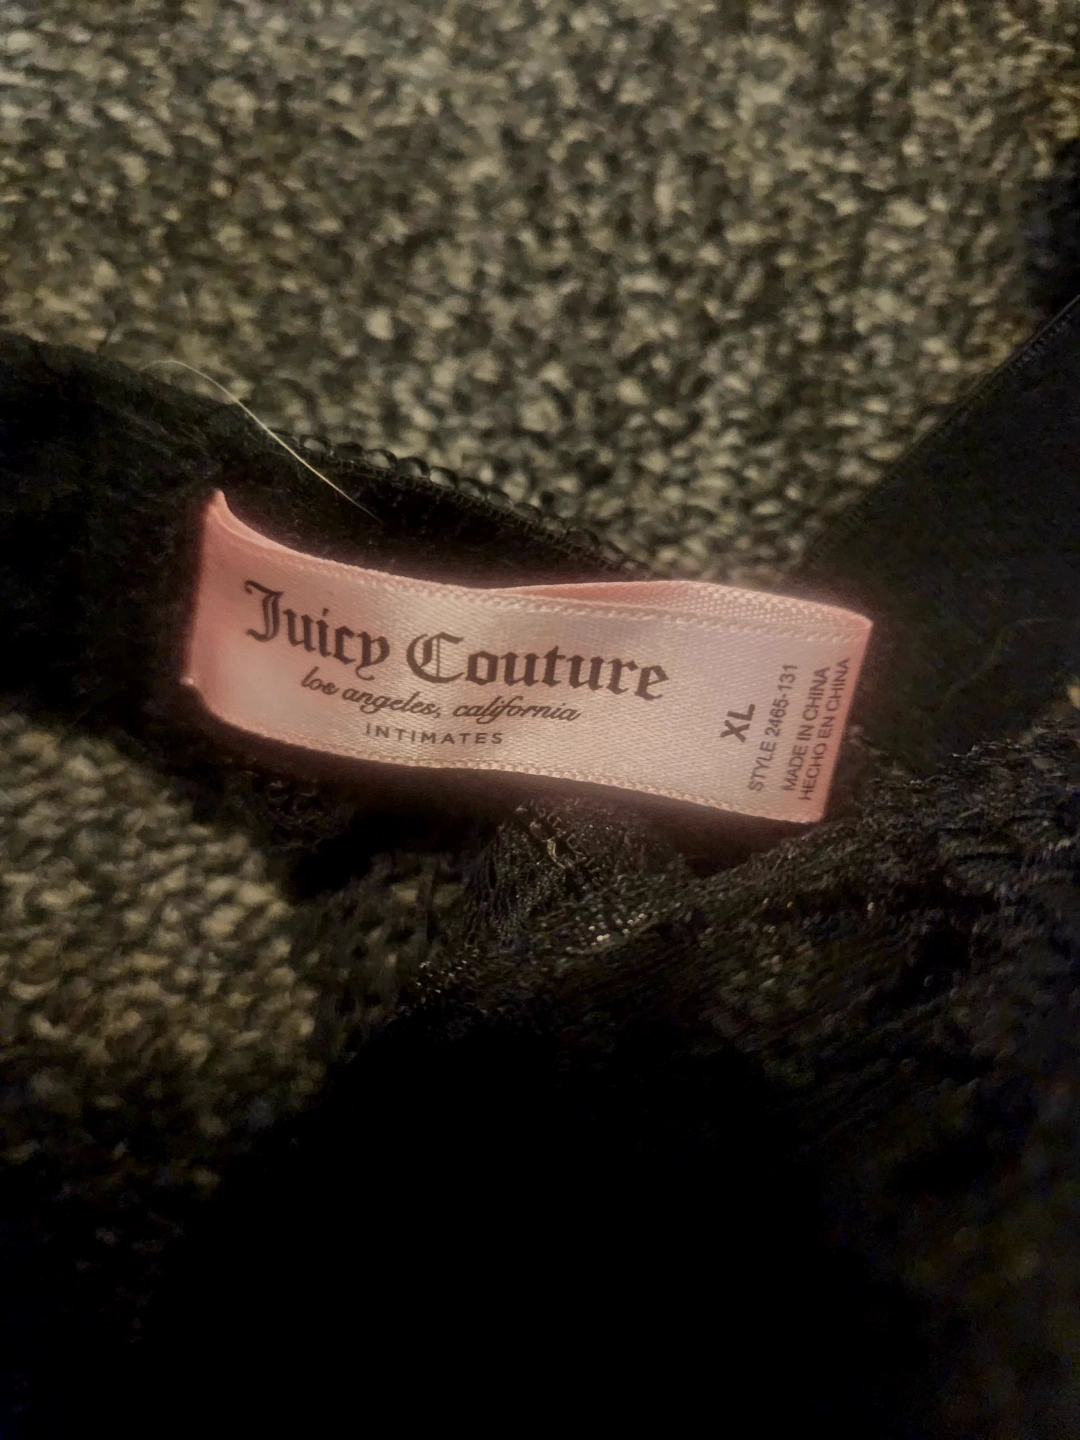 Juicy Couture
los angeles, california
INTIMATES
XL
STYLE 2465-131
MADE IN CHINA
HECHO EN CHINA